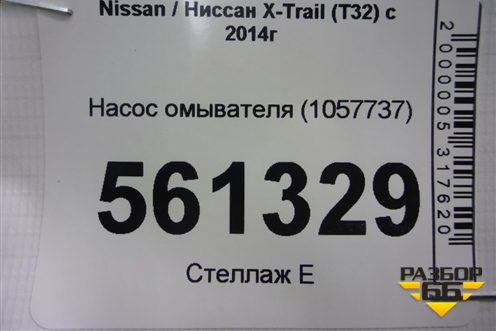 Nissan / Ниссан X-Trail (T32) с
2014г
Насос омывателя (1057737)
561329
Стеллаж E
2000005317620
РАЗБОР
66